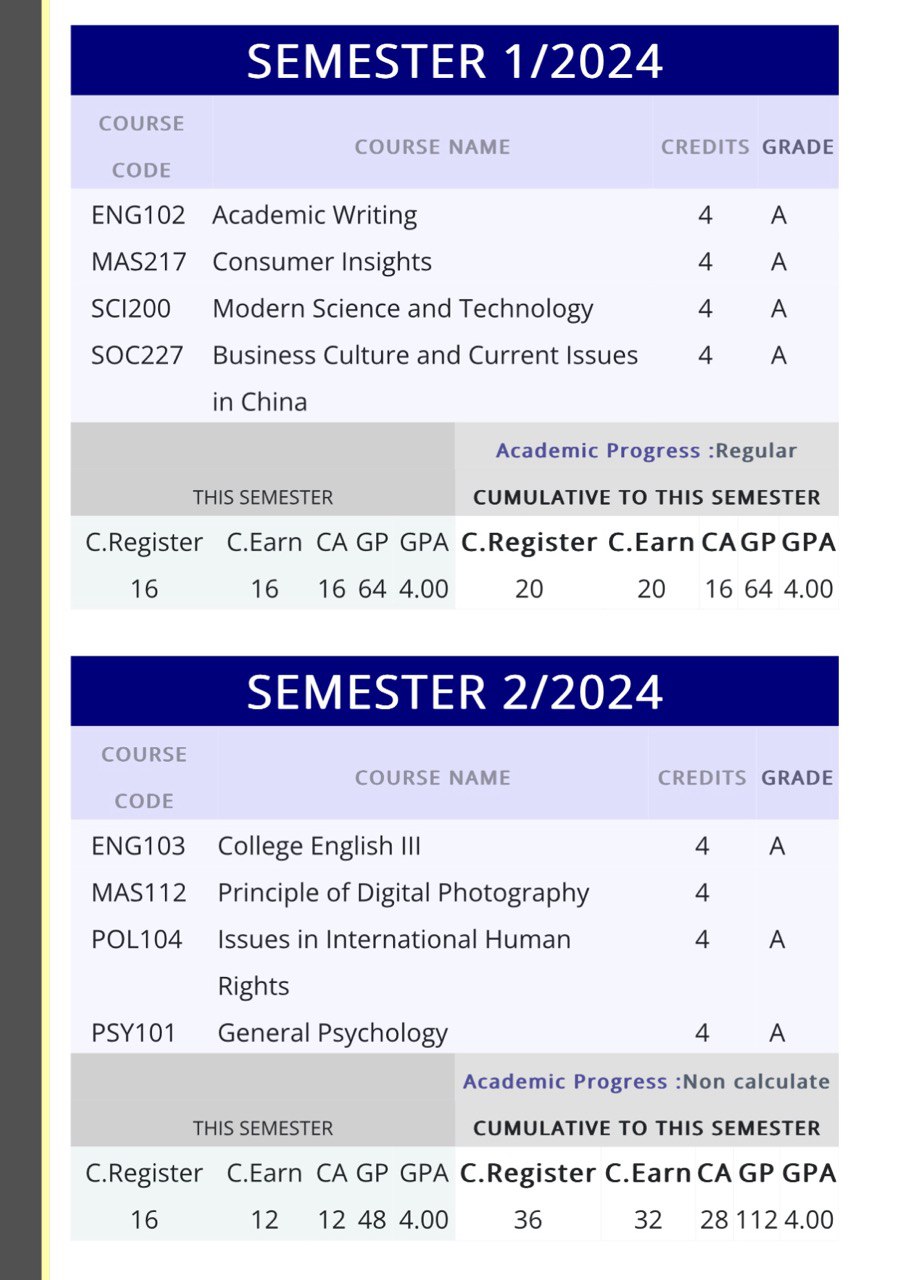 SEMESTER 1/2024
COURSE CODE COURSE NAME CREDITS GRADE
ENG102 Academic Writing 4 A
MAS217 Consumer Insights 4 A
SCI200 Modern Science and Technology 4 A
SOC227 Business Culture and Current Issues 4 A
in China
Academic Progress :Regular
THIS SEMESTER CUMULATIVE TO THIS SEMESTER
C.Register C.Earn CA GP GPA C.Register C.Earn CA GP GPA
16 16 16 64 4.00 20 20 16 64 4.00
SEMESTER 2/2024
COURSE CODE COURSE NAME CREDITS GRADE
ENG103 College English III 4 A
MAS112 Principle of Digital Photography 4
POL104 Issues in International Human 4 A
Rights
PSY101 General Psychology 4 A
Academic Progress :Non calculate
THIS SEMESTER CUMULATIVE TO THIS SEMESTER
C.Register C.Earn CA GP GPA C.Register C.Earn CA GP GPA
16 12 12 48 4.00 36 32 28 112 4.00